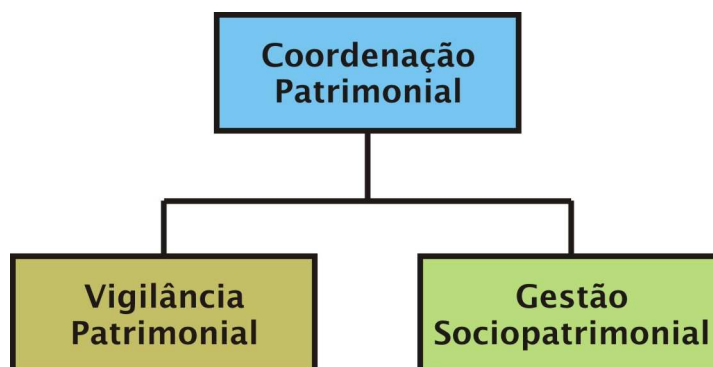 Coordenação
Patrimonial
Vigilância
Patrimonial
Gestão
Sociopatrimonial